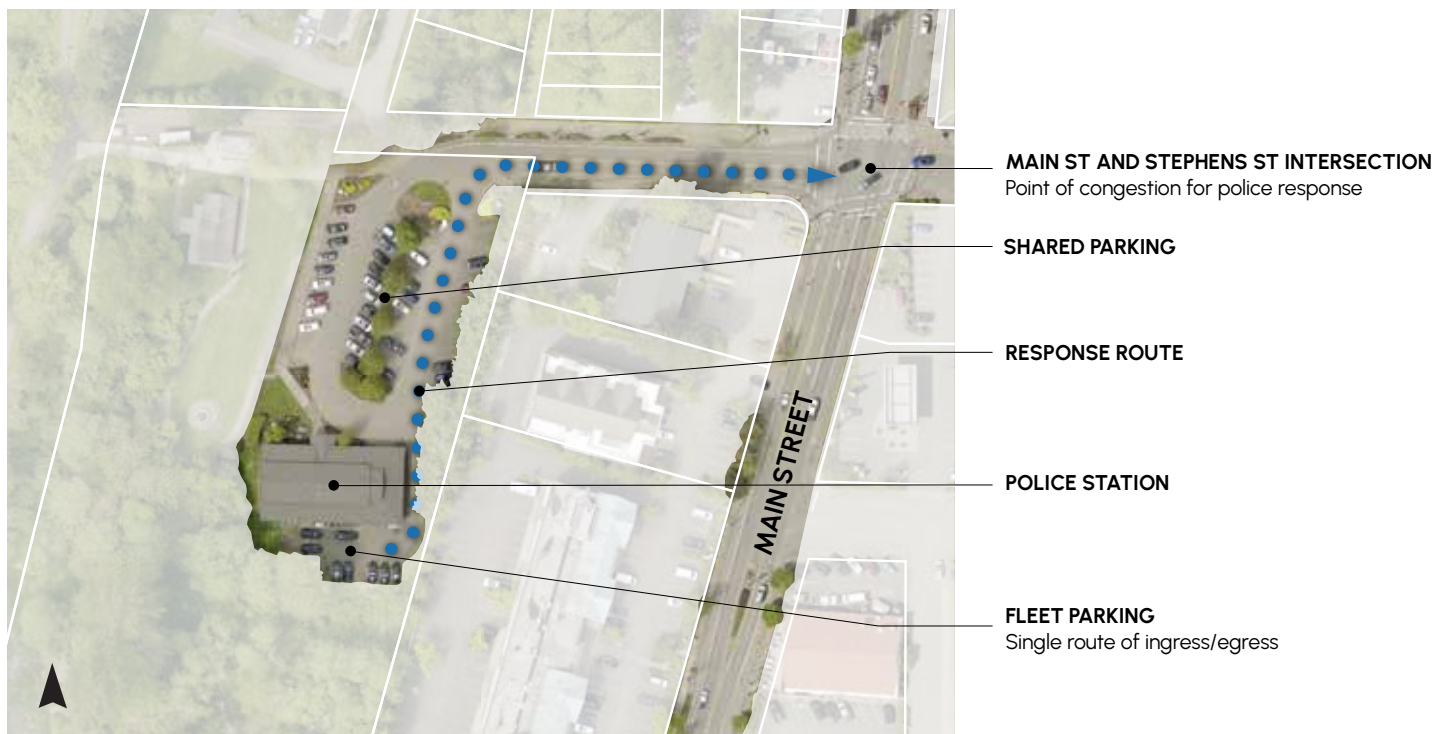 MAIN ST AND STEPHENS ST INTERSECTION
Point of congestion for police response
SHARED PARKING
RESPONSE ROUTE
MAIN STREET
POLICE STATION
FLEET PARKING
Single route of ingress/egress